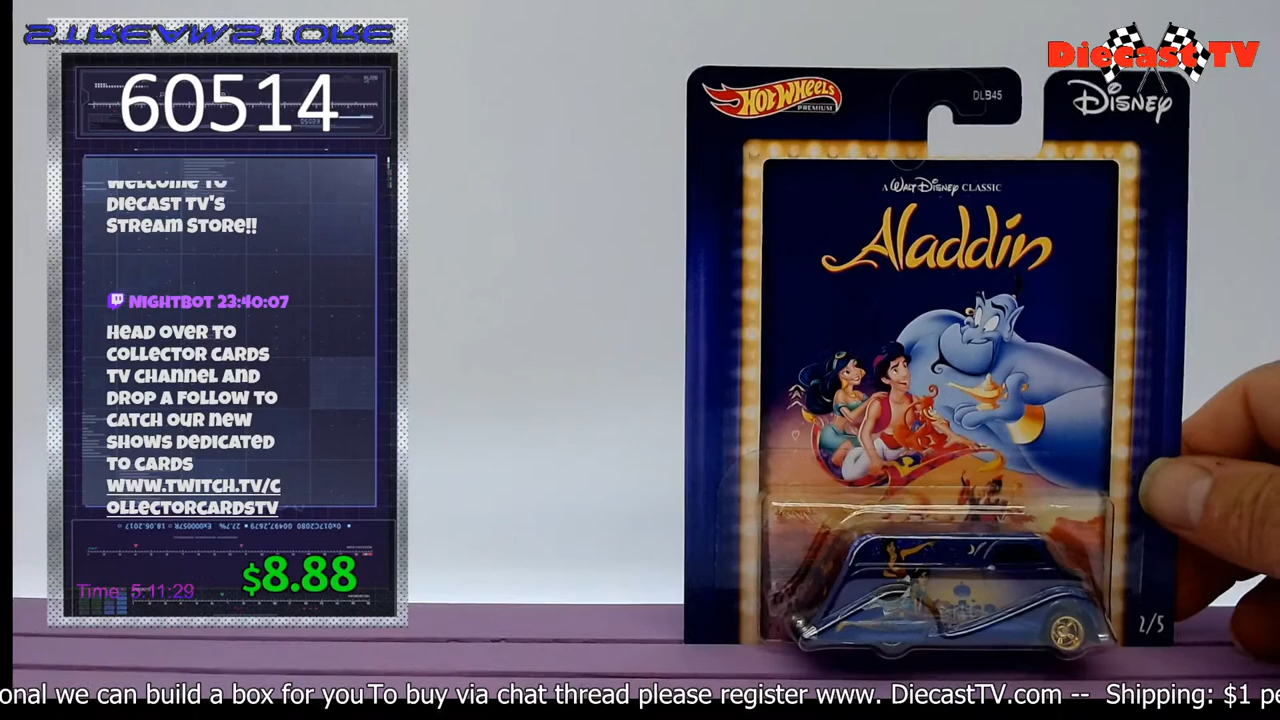 STREAMSTORE
60514
WELCOME TO
DIECAST TV'S
STREAM STORE!!
NIGHTBOT 23:40:07
HEAD OVER TO
COLLECTOR CARDS
TV CHANNEL AND
DROP A FOLLOW TO
CATCH OUR NEW
SHOWS DEDICATED
TO CARDS
WWW.TWITCH.TV/C
OLLECTORCARDSTV
$8.88
Time: 5:11:29
Diecast TV
HOT WHEELS
PREMIUM
DLB45
DISNEY
A WALT DISNEY CLASSIC
Aladdin
2/5
onal we can build a box for you To buy via chat thread please register www. DiecastTV.com -- Shipping: $1 pe